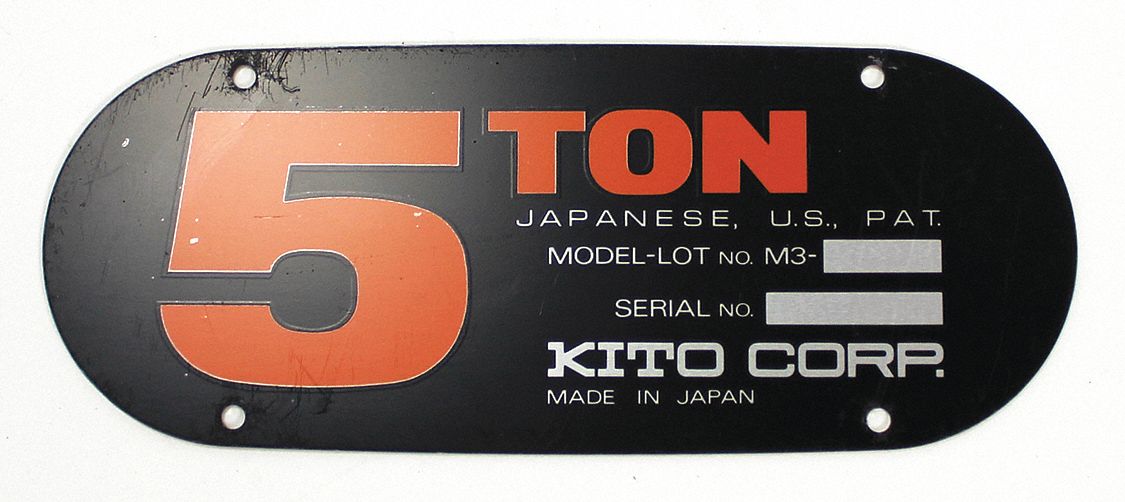 5 TON
JAPANESE, U.S., PAT.
MODEL-LOT NO. M3-
SERIAL NO.
KITO CORP.
MADE IN JAPAN